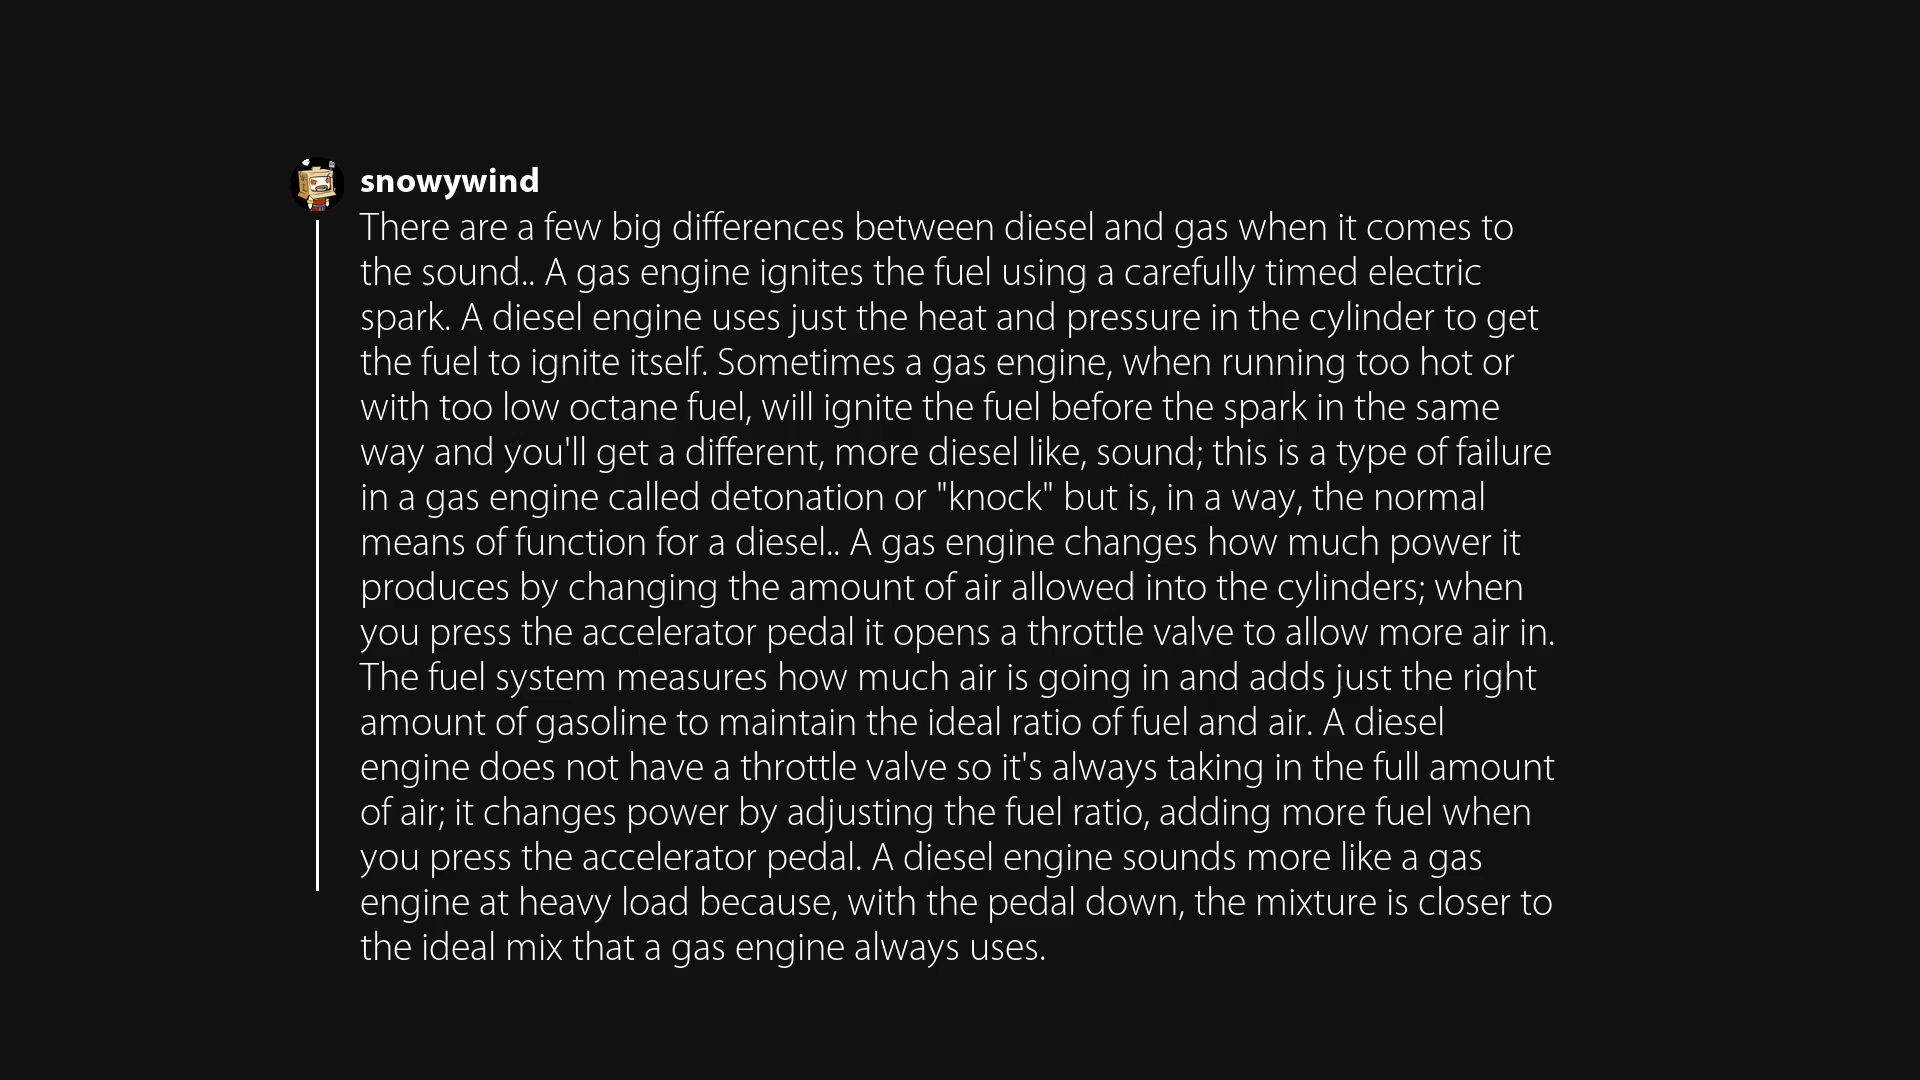 snowywind
There are a few big differences between diesel and gas when it comes to
the sound.. A gas engine ignites the fuel using a carefully timed electric
spark. A diesel engine uses just the heat and pressure in the cylinder to get
the fuel to ignite itself. Sometimes a gas engine, when running too hot or
with too low octane fuel, will ignite the fuel before the spark in the same
way and you'll get a different, more diesel like, sound; this is a type of failure
in a gas engine called detonation or "knock" but is, in a way, the normal
means of function for a diesel.. A gas engine changes how much power it
produces by changing the amount of air allowed into the cylinders; when
you press the accelerator pedal it opens a throttle valve to allow more air in.
The fuel system measures how much air is going in and adds just the right
amount of gasoline to maintain the ideal ratio of fuel and air. A diesel
engine does not have a throttle valve so it's always taking in the full amount
of air; it changes power by adjusting the fuel ratio, adding more fuel when
you press the accelerator pedal. A diesel engine sounds more like a gas
engine at heavy load because, with the pedal down, the mixture is closer to
the ideal mix that a gas engine always uses.